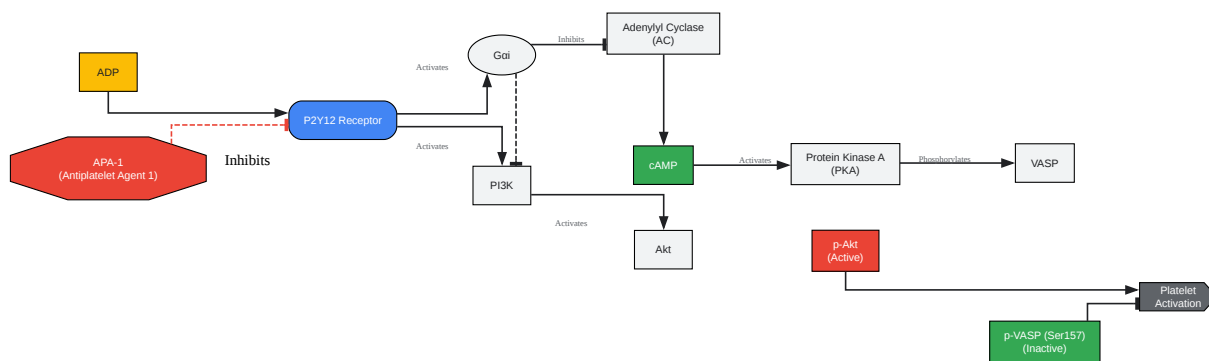 Adenylyl Cyclase
(AC)
Inhibits
Gαi
Activates
ADP
P2Y12 Receptor
Activates
Inhibits
APA-1
(Antiplatelet Agent 1)
cAMP
Activates
Protein Kinase A
(PKA)
Phosphorylates
VASP
PI3K
Activates
Akt
p-Akt
(Active)
Platelet
Activation
p-VASP (Ser157)
(Inactive)